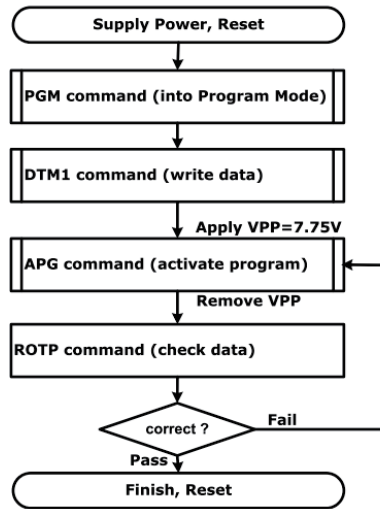 Supply Power, Reset
PGM command (into Program Mode)
DTM1 command (write data)
Apply VPP=7.75V
APG command (activate program)
Remove VPP
ROTP command (check data)
correct ?
Fail
Pass
Finish, Reset